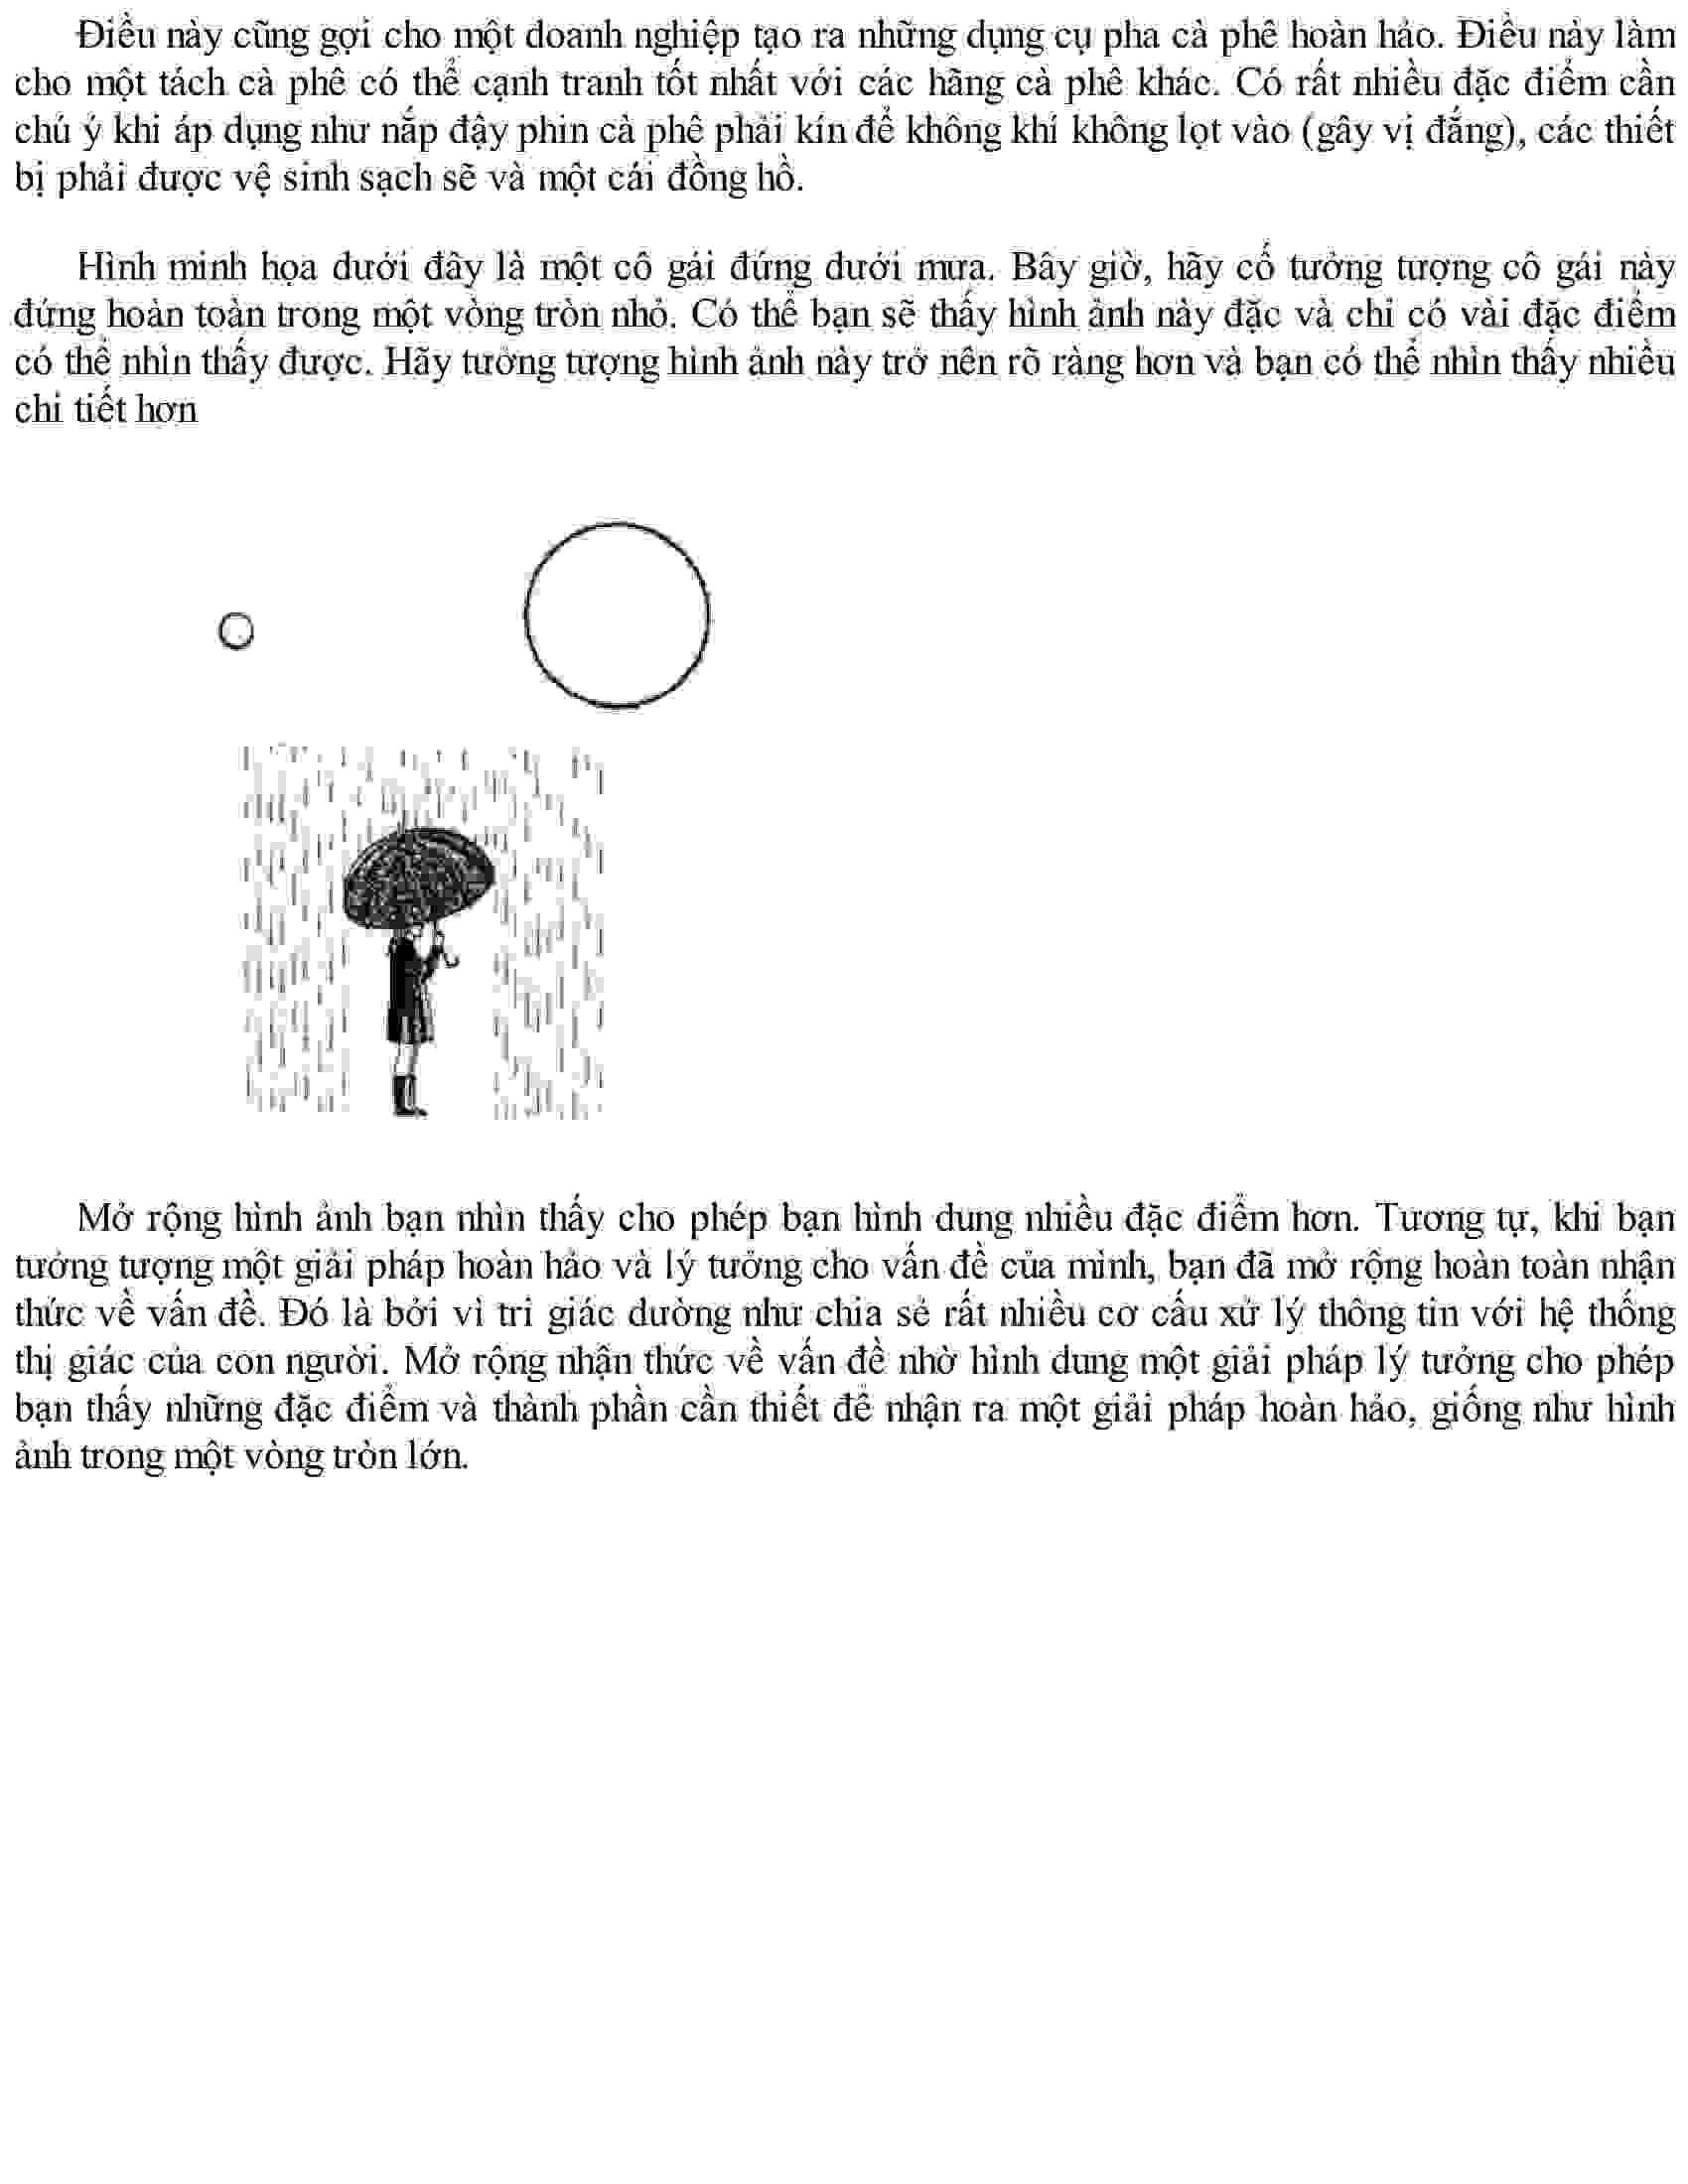 Điều này cũng gợi cho một doanh nghiệp tạo ra những dụng cụ pha cà phê hoàn hảo. Điều này làm
cho một tách cà phê có thể cạnh tranh tốt nhất với các hãng cà phê khác. Có rất nhiều đặc điểm cần
chú ý khi áp dụng như nắp đậy phin cà phê phải kín để không khí không lọt vào (gây vị đắng), các thiết
bị phải được vệ sinh sạch sẽ và một cái đồng hồ.
Hình minh họa dưới đây là một cô gái đứng dưới mưa. Bây giờ, hãy cố tưởng tượng cô gái này
đứng hoàn toàn trong một vòng tròn nhỏ. Có thể bạn sẽ thấy hình ảnh này đặc và chỉ có vài đặc điểm
có thể nhìn thấy được. Hãy tưởng tượng hình ảnh này trở nên rõ ràng hơn và bạn có thể nhìn thấy nhiều
chi tiết hơn
Mở rộng hình ảnh bạn nhìn thấy cho phép bạn hình dung nhiều đặc điểm hơn. Tương tự, khi bạn
tưởng tượng một giải pháp hoàn hảo và lý tưởng cho vấn đề của mình, bạn đã mở rộng hoàn toàn nhận
thức về vấn đề. Đó là bởi vì tri giác dường như chia sẻ rất nhiều cơ cấu xử lý thông tin với hệ thống
thị giác của con người. Mở rộng nhận thức về vấn đề nhờ hình dung một giải pháp lý tưởng cho phép
bạn thấy những đặc điểm và thành phần cần thiết để nhận ra một giải pháp hoàn hảo, giống như hình
ảnh trong một vòng tròn lớn.